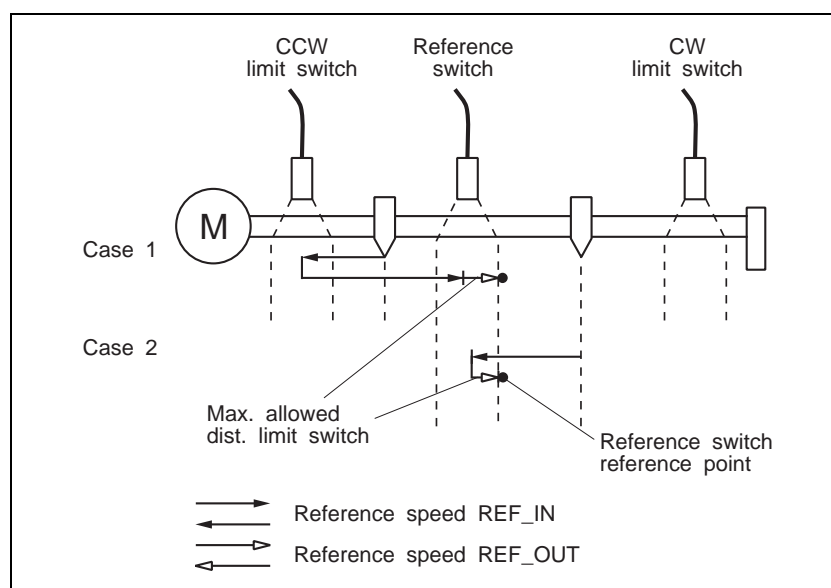 CCW
limit switch
Reference
switch
CW
limit switch
M
Case 1
Case 2
Max. allowed
dist. limit switch
Reference switch
reference point
Reference speed REF_IN
Reference speed REF_OUT